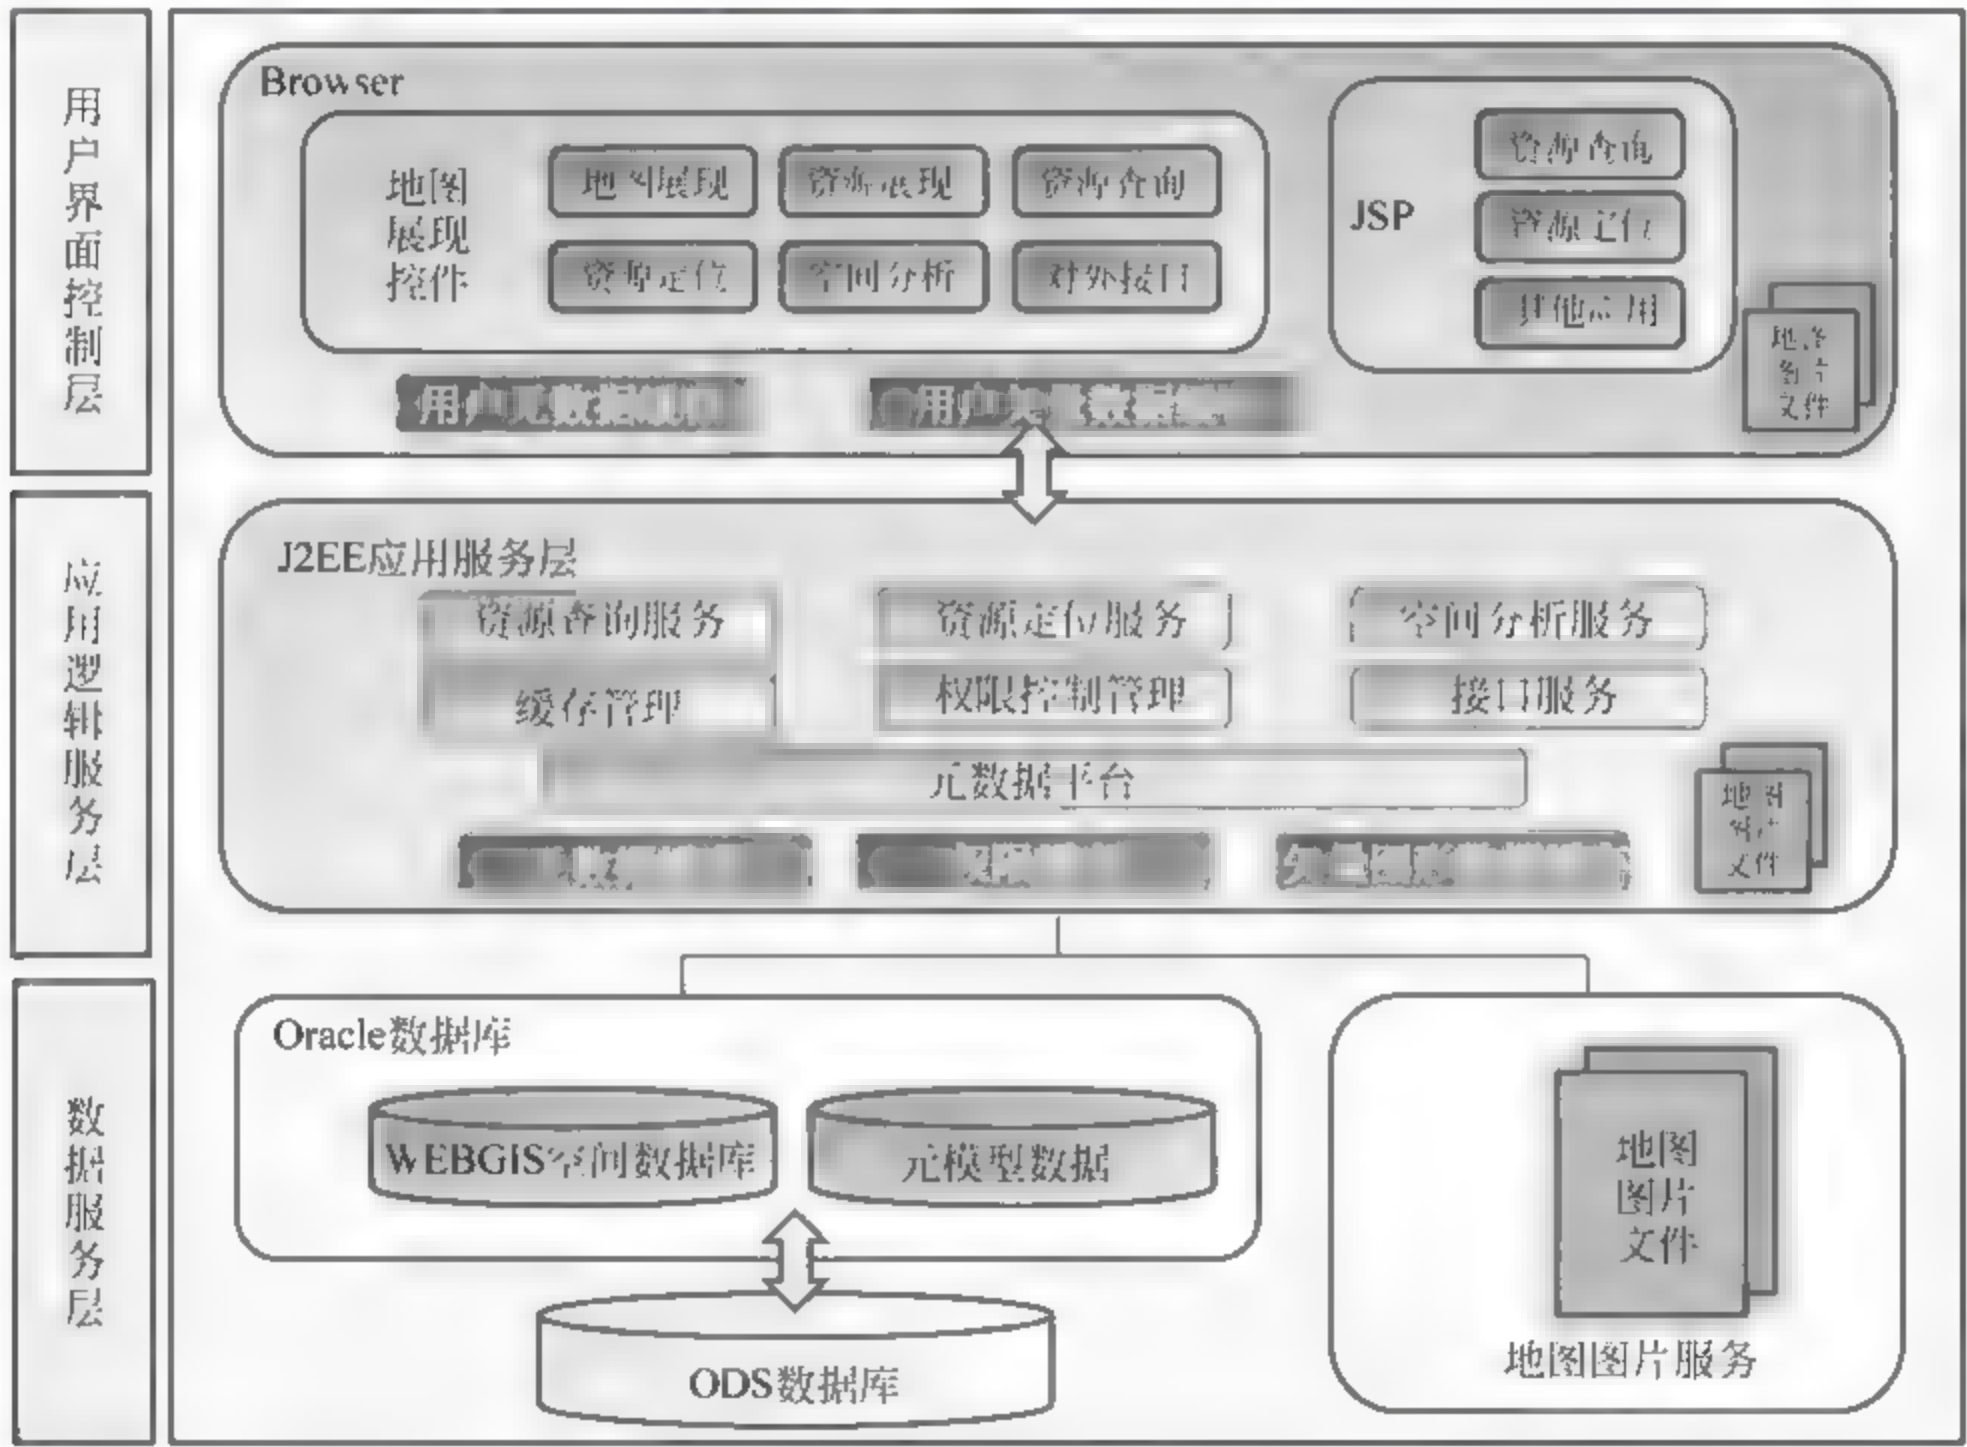 用户界面控制层
Browser
地图
展现
控件
地图展现
资源展现
资源查询
资源定位
空间分析
对外接口
JSP
资源查询
资源定位
其他应用
图片
文件
应用逻辑服务层
J2EE应用服务层
资源查询服务
资源定位服务
空间分析服务
缓存管理
权限控制管理
接口服务
元数据平台
地图
图片
文件
数据服务层
Oracle数据库
WEBGIS空间数据库
元模型数据
ODS数据库
地图
图片
文件
地图图片服务